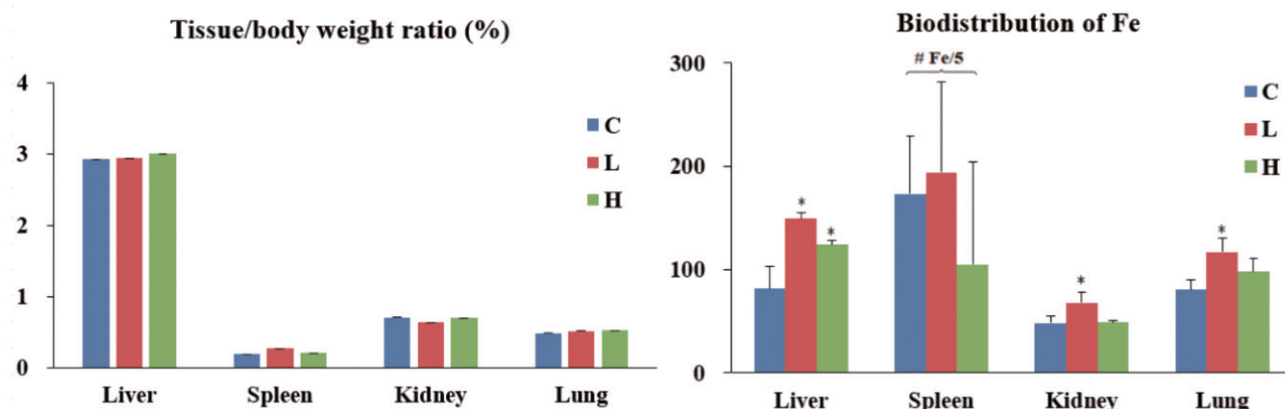 Tissue/body weight ratio (%)
4
3
2
1
0
C
L
H
Liver Spleen Kidney Lung
Biodistribution of Fe
# Fe/5
300
200
100
0
C
L
H
*
*
*
*
Liver Spleen Kidney Lung